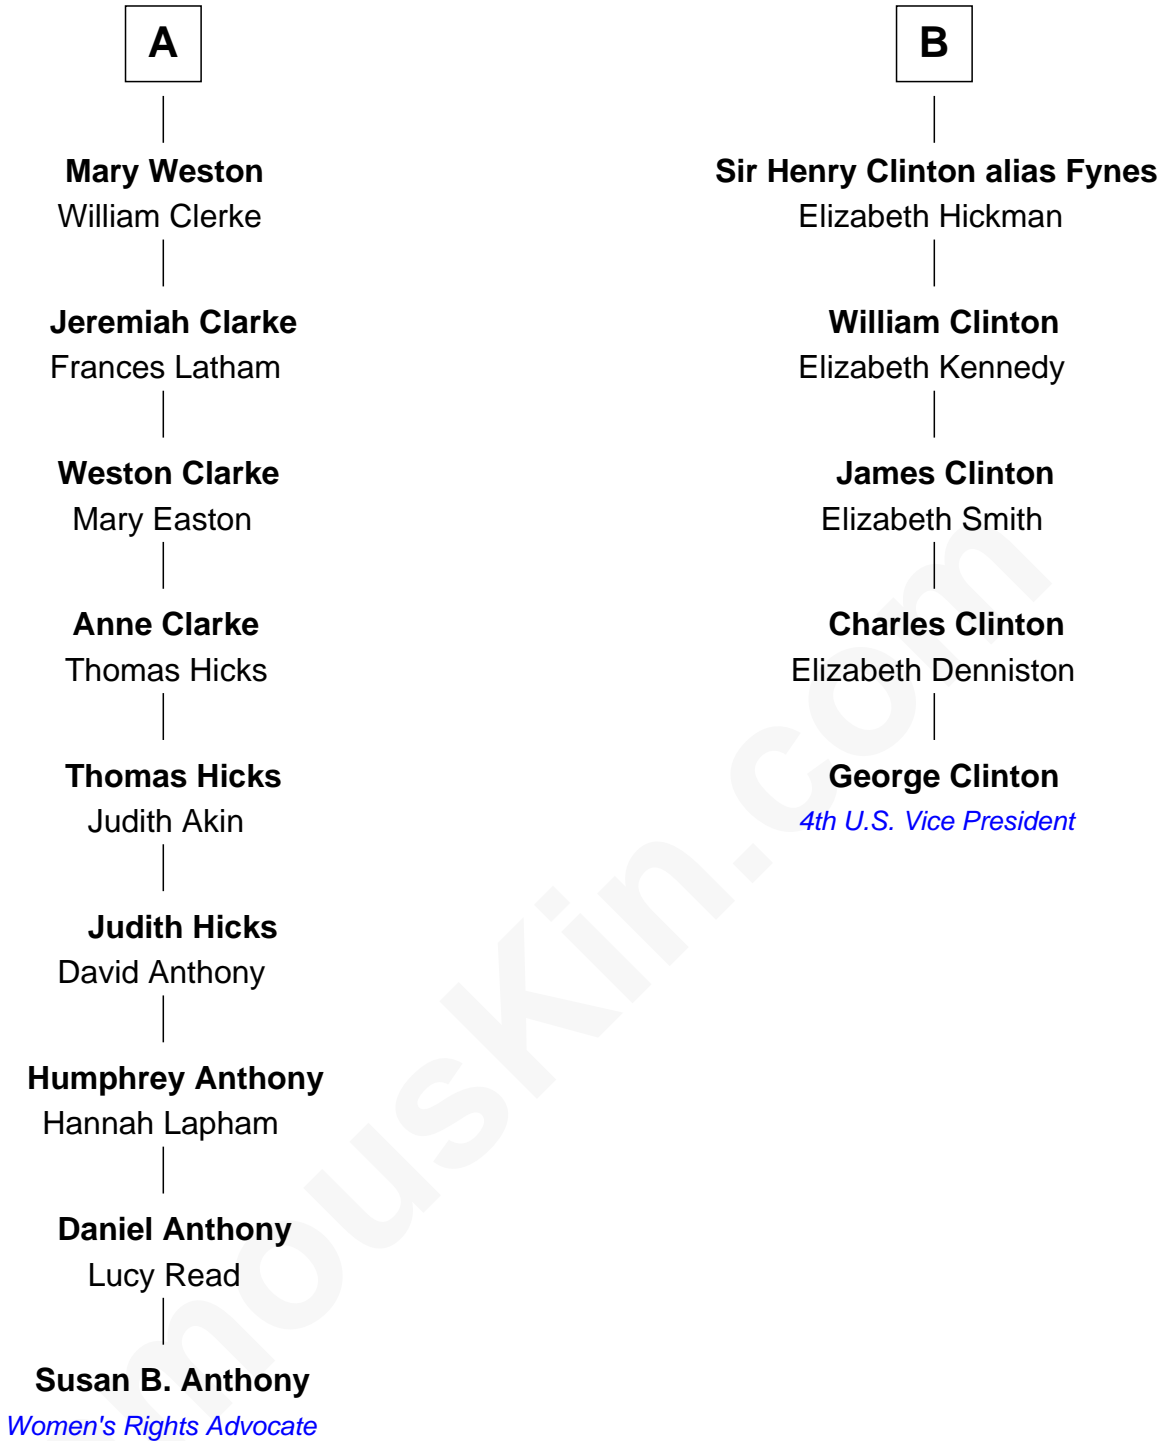 A
Mary Weston
William Clerke
Jeremiah Clarke
Frances Latham
Weston Clarke
Mary Easton
Anne Clarke
Thomas Hicks
Thomas Hicks
Judith Akin
Judith Hicks
David Anthony
Humphrey Anthony
Hannah Lapham
Daniel Anthony
Lucy Read
Susan B. Anthony
Women's Rights Advocate
B
Sir Henry Clinton alias Fynes
Elizabeth Hickman
William Clinton
Elizabeth Kennedy
James Clinton
Elizabeth Smith
Charles Clinton
Elizabeth Denniston
George Clinton
4th U.S. Vice President
mousKin.com